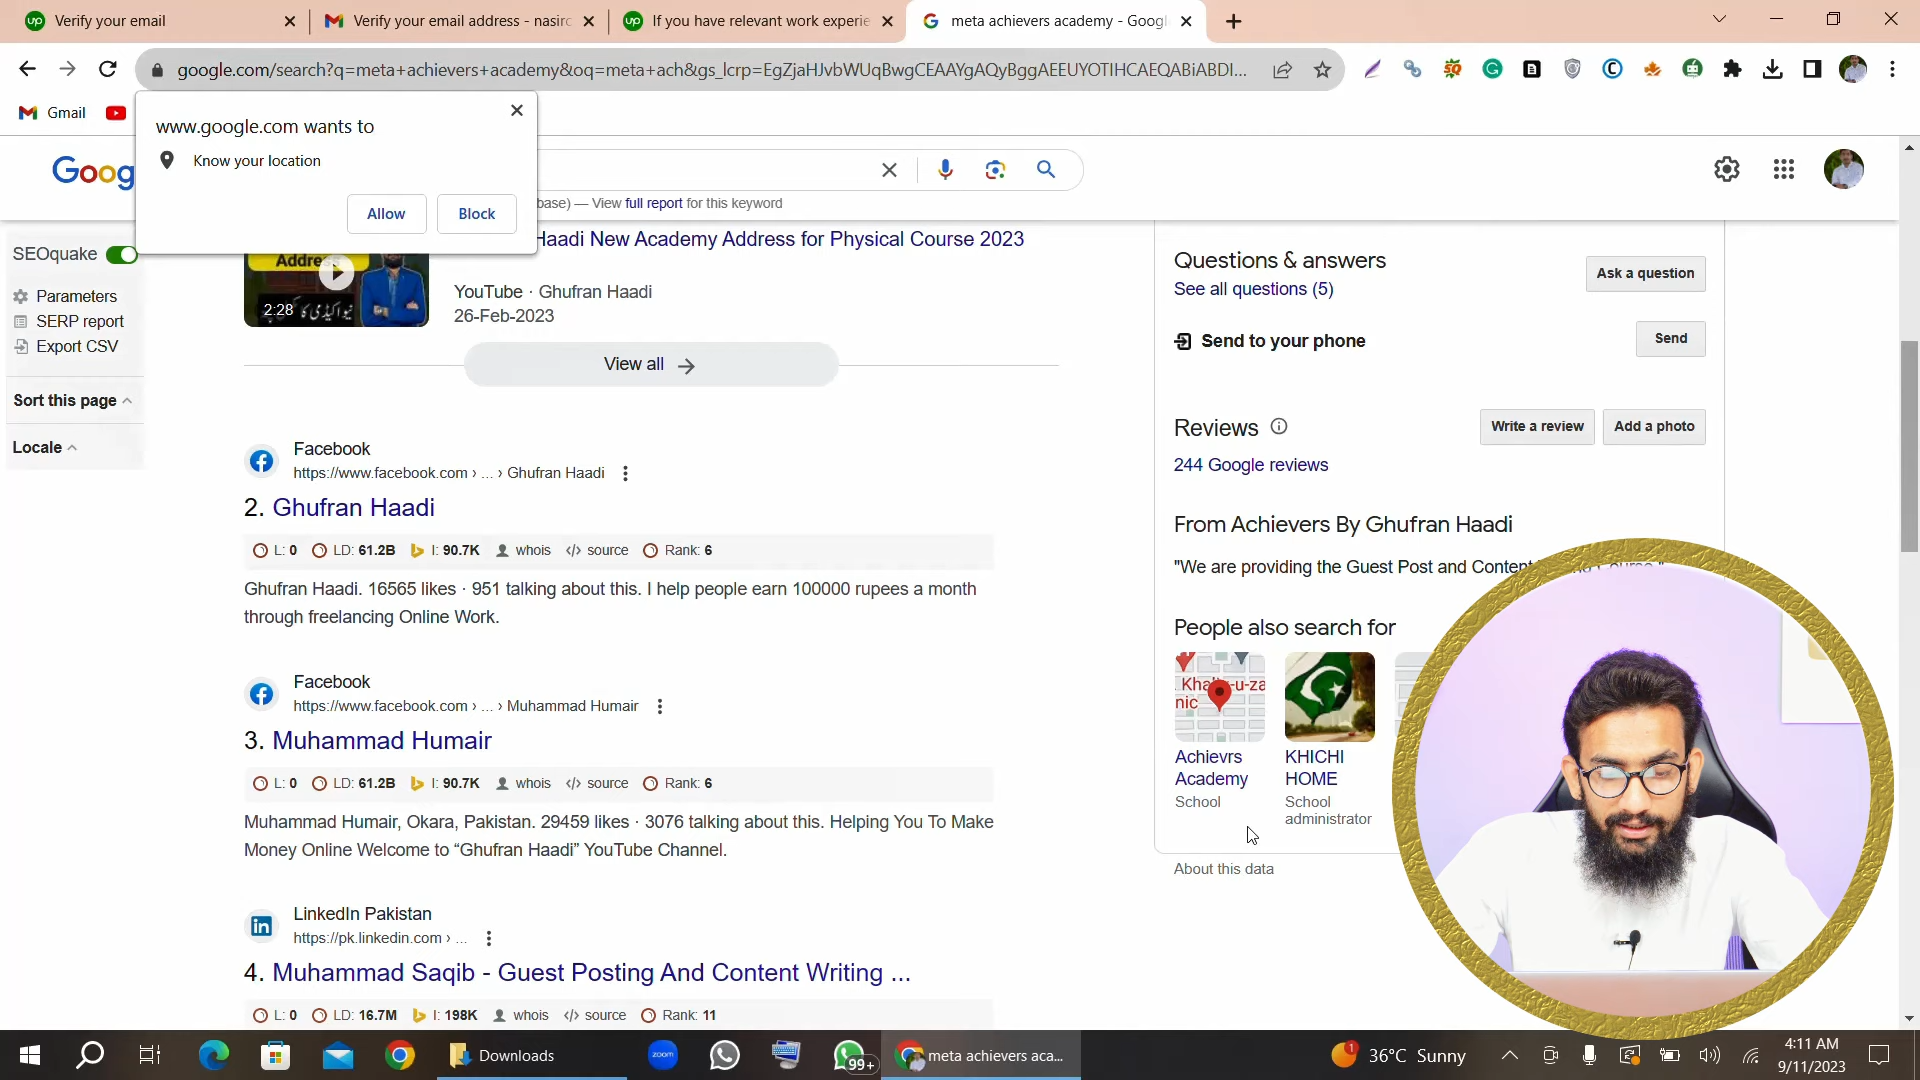 Verify your email
Verify your email address - nasirc
If you have relevant work experie
meta achievers academy - Googl
google.com/search?q=meta+achievers+academy&oq=meta+ach&gs_lcrp=EgZjaHJvbWUqBwgCEAAYgAQyBggAEEUYOTIHCAEQABiABDI...
Gmail
www.google.com wants to
Know your location
Allow
Block
Goog
base) — View full report for this keyword
SEOquake
Parameters
SERP report
Export CSV
Sort this page
Locale
Haadi New Academy Address for Physical Course 2023
Address
2:28
نیو اکیڈمی کا
YouTube · Ghufran Haadi
26-Feb-2023
View all
Facebook
https://www.facebook.com › ... › Ghufran Haadi
2. Ghufran Haadi
L: 0 LD: 61.2B I: 90.7K whois source Rank: 6
Ghufran Haadi. 16565 likes · 951 talking about this. I help people earn 100000 rupees a month
through freelancing Online Work.
Facebook
https://www.facebook.com › ... › Muhammad Humair
3. Muhammad Humair
L: 0 LD: 61.2B I: 90.7K whois source Rank: 6
Muhammad Humair, Okara, Pakistan. 29459 likes · 3076 talking about this. Helping You To Make
Money Online Welcome to “Ghufran Haadi” YouTube Channel.
LinkedIn Pakistan
https://pk.linkedin.com › ...
4. Muhammad Saqib - Guest Posting And Content Writing ...
L: 0 LD: 16.7M I: 198K whois source Rank: 11
Questions & answers
See all questions (5)
Ask a question
Send to your phone
Send
Reviews
Write a review
Add a photo
244 Google reviews
From Achievers By Ghufran Haadi
"We are providing the Guest Post and Content
People also search for
Khaliq-u-za
nic
Achievrs
Academy
School
KHICHI
HOME
School
administrator
About this data
Downloads
zoom
99+
meta achievers aca...
1
36°C Sunny
4:11 AM
9/11/2023